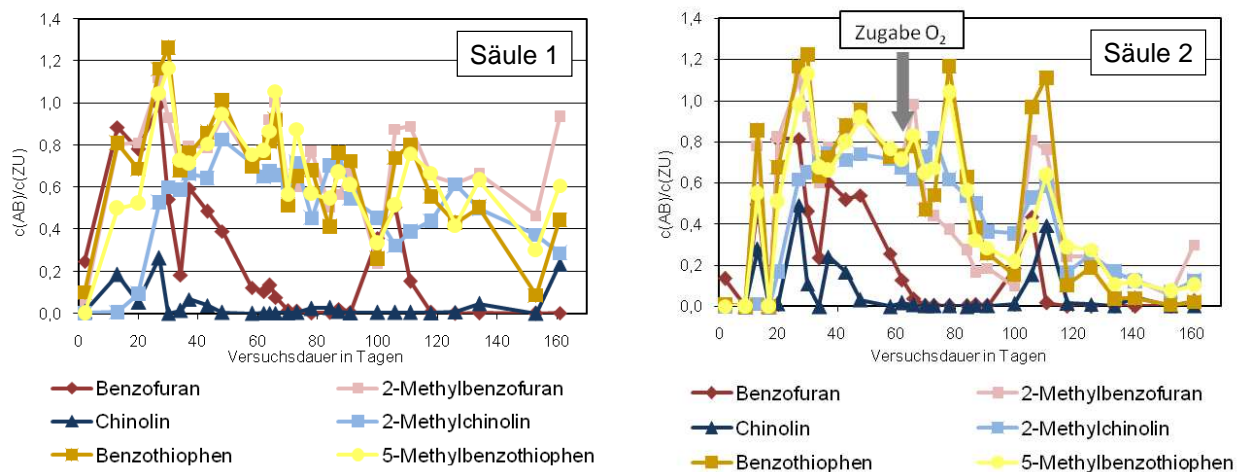 Säule 1
c(AB)/c(ZU)
1,4
1,2
1,0
0,8
0,6
0,4
0,2
0,0
0 20 40 60 80 100 120 140 160
Versuchsdauer in Tagen
Benzofuran
2-Methylbenzofuran
Chinolin
2-Methylchinolin
Benzothiophen
5-Methylbenzothiophen
Zugabe O₂
Säule 2
c(AB)/c(ZU)
1,4
1,2
1,0
0,8
0,6
0,4
0,2
0,0
0 20 40 60 80 100 120 140 160
Versuchsdauer in Tagen
Benzofuran
2-Methylbenzofuran
Chinolin
2-Methylchinolin
Benzothiophen
5-Methylbenzothiophen